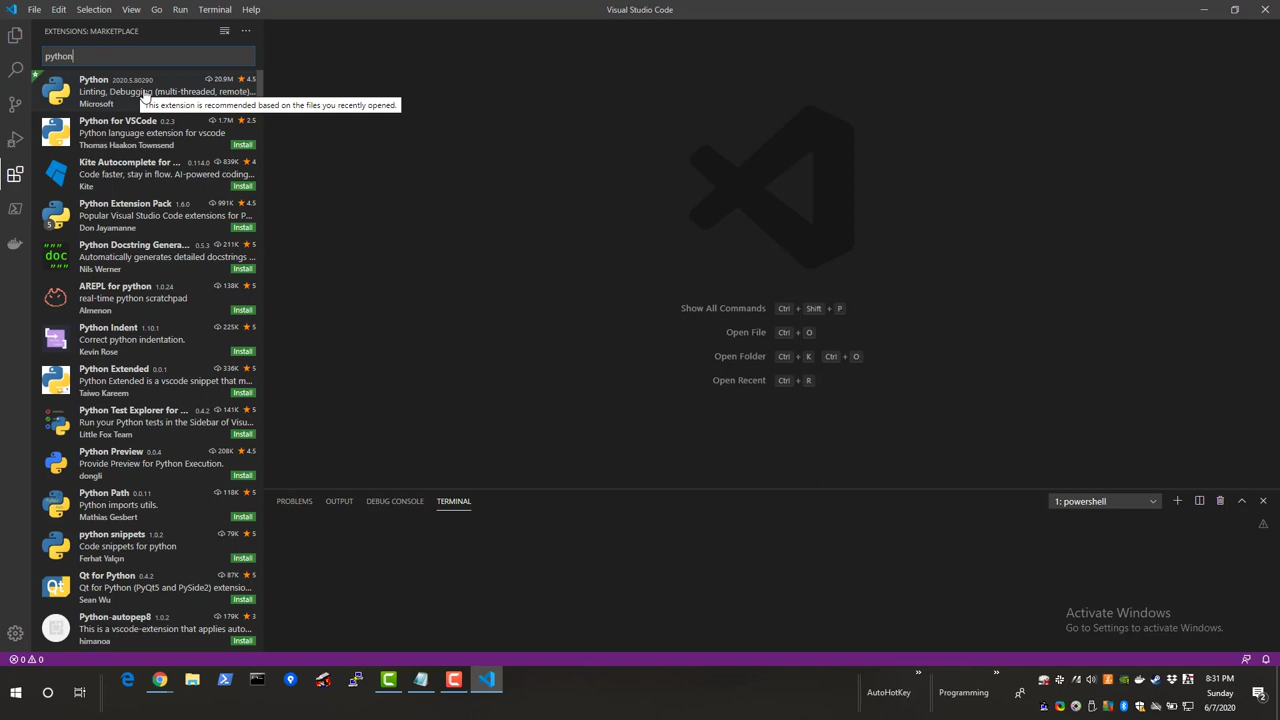 File Edit Selection View Go Run Terminal Help
Visual Studio Code
EXTENSIONS: MARKETPLACE
python
Python 2020.5.80290 20.9M 4.5
Linting, Debugging (multi-threaded, remote)...
Microsoft
This extension is recommended based on the files you recently opened.
Python for VSCode 0.2.3 1.7M 2.5
Python language extension for vscode
Thomas Haakon Townsend Install
Kite Autocomplete for ... 0.114.0 839K 4
Code faster, stay in flow. AI-powered coding...
Kite Install
Python Extension Pack 1.6.0 991K 4.5
Popular Visual Studio Code extensions for P...
5
Don Jayamanne Install
Python Docstring Genera... 0.5.3 211K 5
Automatically generates detailed docstrings ...
""" doc """
Nils Werner Install
AREPL for python 1.0.24 138K 5
real-time python scratchpad
Almenon Install
Python Indent 1.10.1 225K 5
Correct python indentation.
Kevin Rose Install
Python Extended 0.0.1 336K 5
Python Extended is a vscode snippet that m...
Taiwo Kareem Install
Python Test Explorer for ... 0.4.2 141K 5
Run your Python tests in the Sidebar of Visu...
Little Fox Team Install
Python Preview 0.0.4 208K 4.5
Provide Preview for Python Execution.
dongli Install
Python Path 0.0.11 118K 5
Python imports utils.
Mathias Gesbert Install
python snippets 1.0.2 79K 5
Code snippets for python
Ferhat Yalçın Install
Qt for Python 0.4.2 87K 5
Qt
Qt for Python (PyQt5 and PySide2) extensio...
Sean Wu Install
Python-autopep8 1.0.2 179K 3
This is a vscode-extension that applies auto...
himanoa Install
Show All Commands Ctrl + Shift + P
Open File Ctrl + O
Open Folder Ctrl + K Ctrl + O
Open Recent Ctrl + R
PROBLEMS OUTPUT DEBUG CONSOLE TERMINAL
1: powershell
Activate Windows
Go to Settings to activate Windows.
0 0
AutoHotKey
»
Programming
»
8:31 PM
Sunday
6/7/2020
2